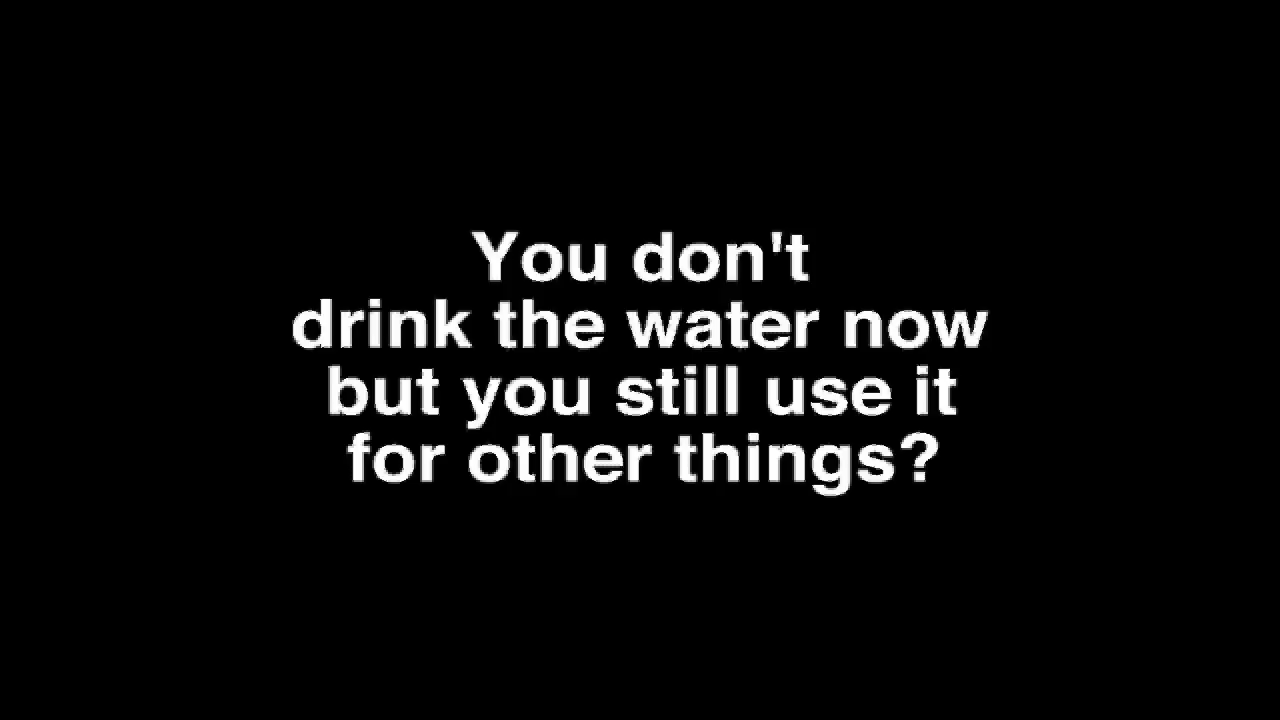 You don't
drink the water now
but you still use it
for other things?